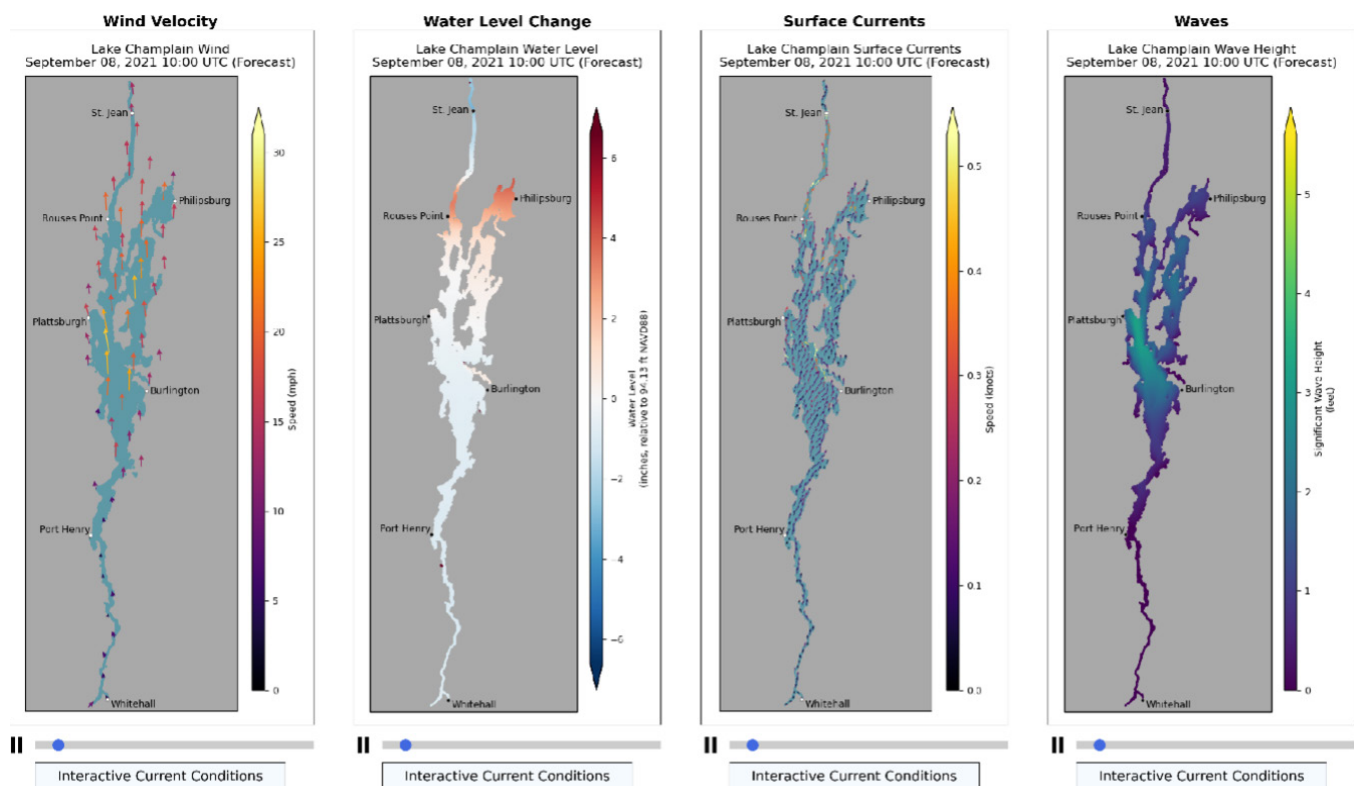 Wind Velocity
Lake Champlain Wind
September 08, 2021 10:00 UTC (Forecast)
St. Jean
Philipsburg
Rouses Point
Plattsburgh
Burlington
Port Henry
Whitehall
30
25
20
15
10
5
0
Speed (mph)
Interactive Current Conditions
Water Level Change
Lake Champlain Water Level
September 08, 2021 10:00 UTC (Forecast)
St. Jean
Philipsburg
Rouses Point
Plattsburgh
Burlington
Port Henry
Whitehall
6
4
2
0
−2
−4
−6
Water Level
(inches, relative to 94.13 ft NAVD88)
Interactive Current Conditions
Surface Currents
Lake Champlain Surface Currents
September 08, 2021 10:00 UTC (Forecast)
St. Jean
Philipsburg
Rouses Point
Plattsburgh
Burlington
Port Henry
Whitehall
0.5
0.4
0.3
0.2
0.1
0.0
Speed (knots)
Interactive Current Conditions
Waves
Lake Champlain Wave Height
September 08, 2021 10:00 UTC (Forecast)
St. Jean
Philipsburg
Rouses Point
Plattsburgh
Burlington
Port Henry
Whitehall
5
4
3
2
1
0
Significant Wave Height
(feet)
Interactive Current Conditions